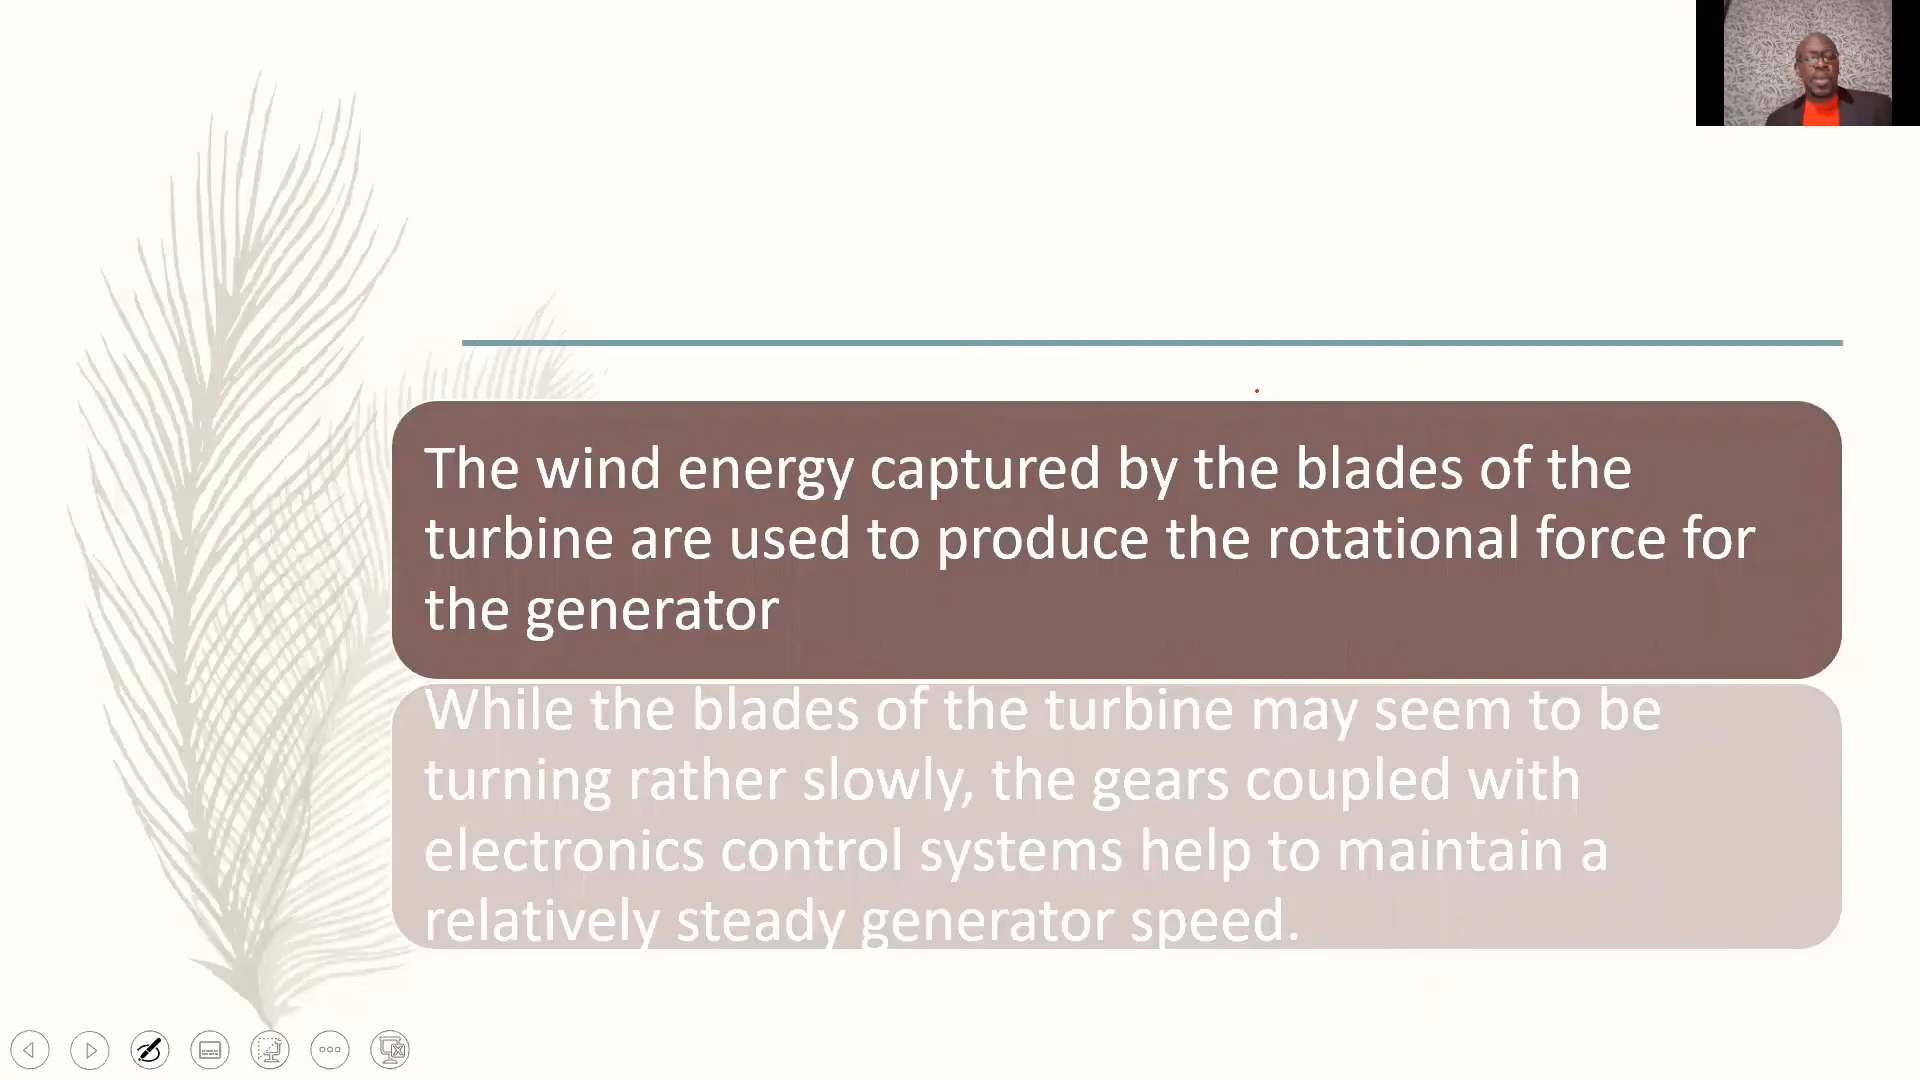 The wind energy captured by the blades of the
turbine are used to produce the rotational force for
the generator
While the blades of the turbine may seem to be
turning rather slowly, the gears coupled with
electronics control systems help to maintain a
relatively steady generator speed.